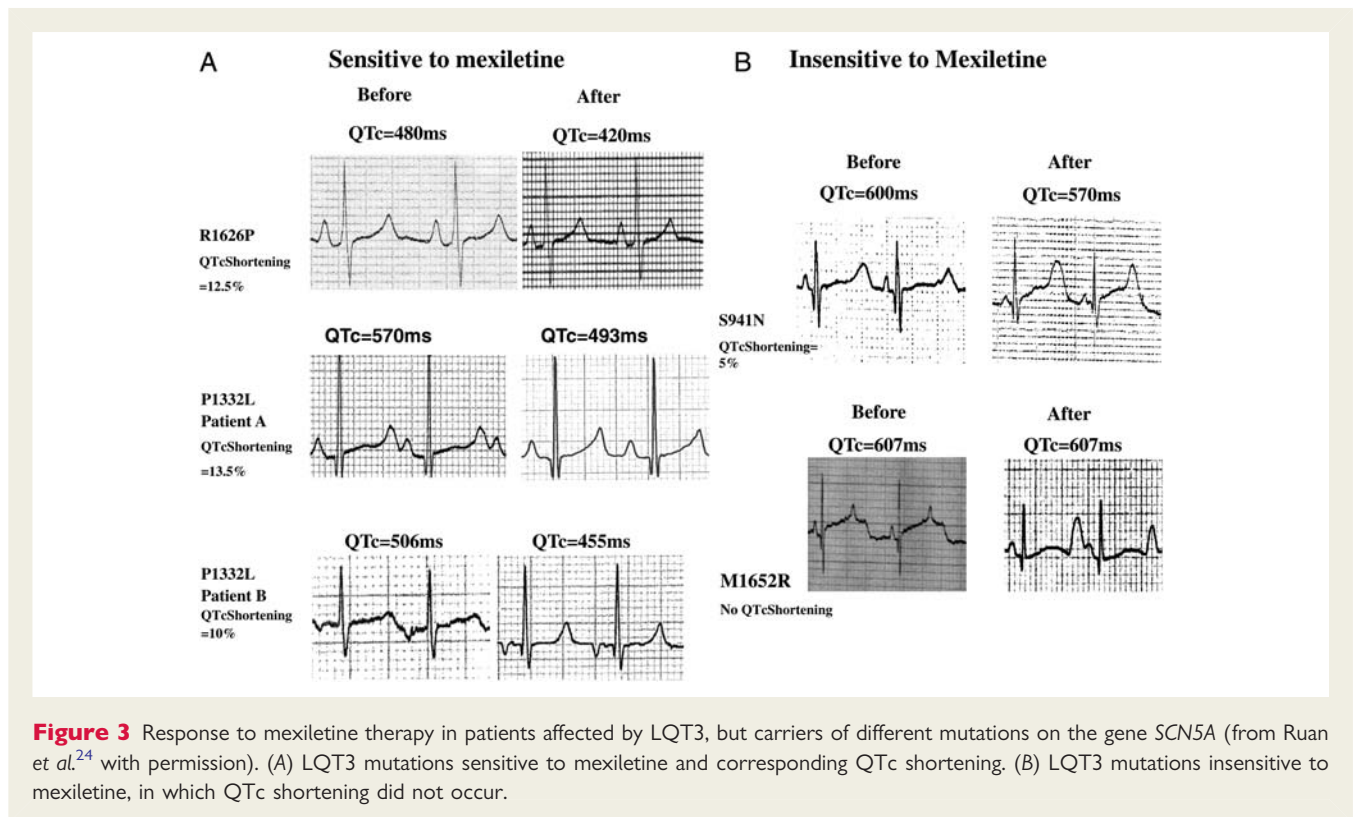 A Sensitive to mexiletine
Before After
QTc=480ms QTc=420ms
R1626P
QTcShortening
=12.5%
QTc=570ms QTc=493ms
P1332L
Patient A
QTcShortening
=13.5%
QTc=506ms QTc=455ms
P1332L
Patient B
QTcShortening
=10%
B Insensitive to Mexiletine
Before After
QTc=600ms QTc=570ms
S941N
QTcShortening=
5%
Before After
QTc=607ms QTc=607ms
M1652R
No QTcShortening
Figure 3 Response to mexiletine therapy in patients affected by LQT3, but carriers of different mutations on the gene SCN5A (from Ruan
et al.24 with permission). (A) LQT3 mutations sensitive to mexiletine and corresponding QTc shortening. (B) LQT3 mutations insensitive to
mexiletine, in which QTc shortening did not occur.